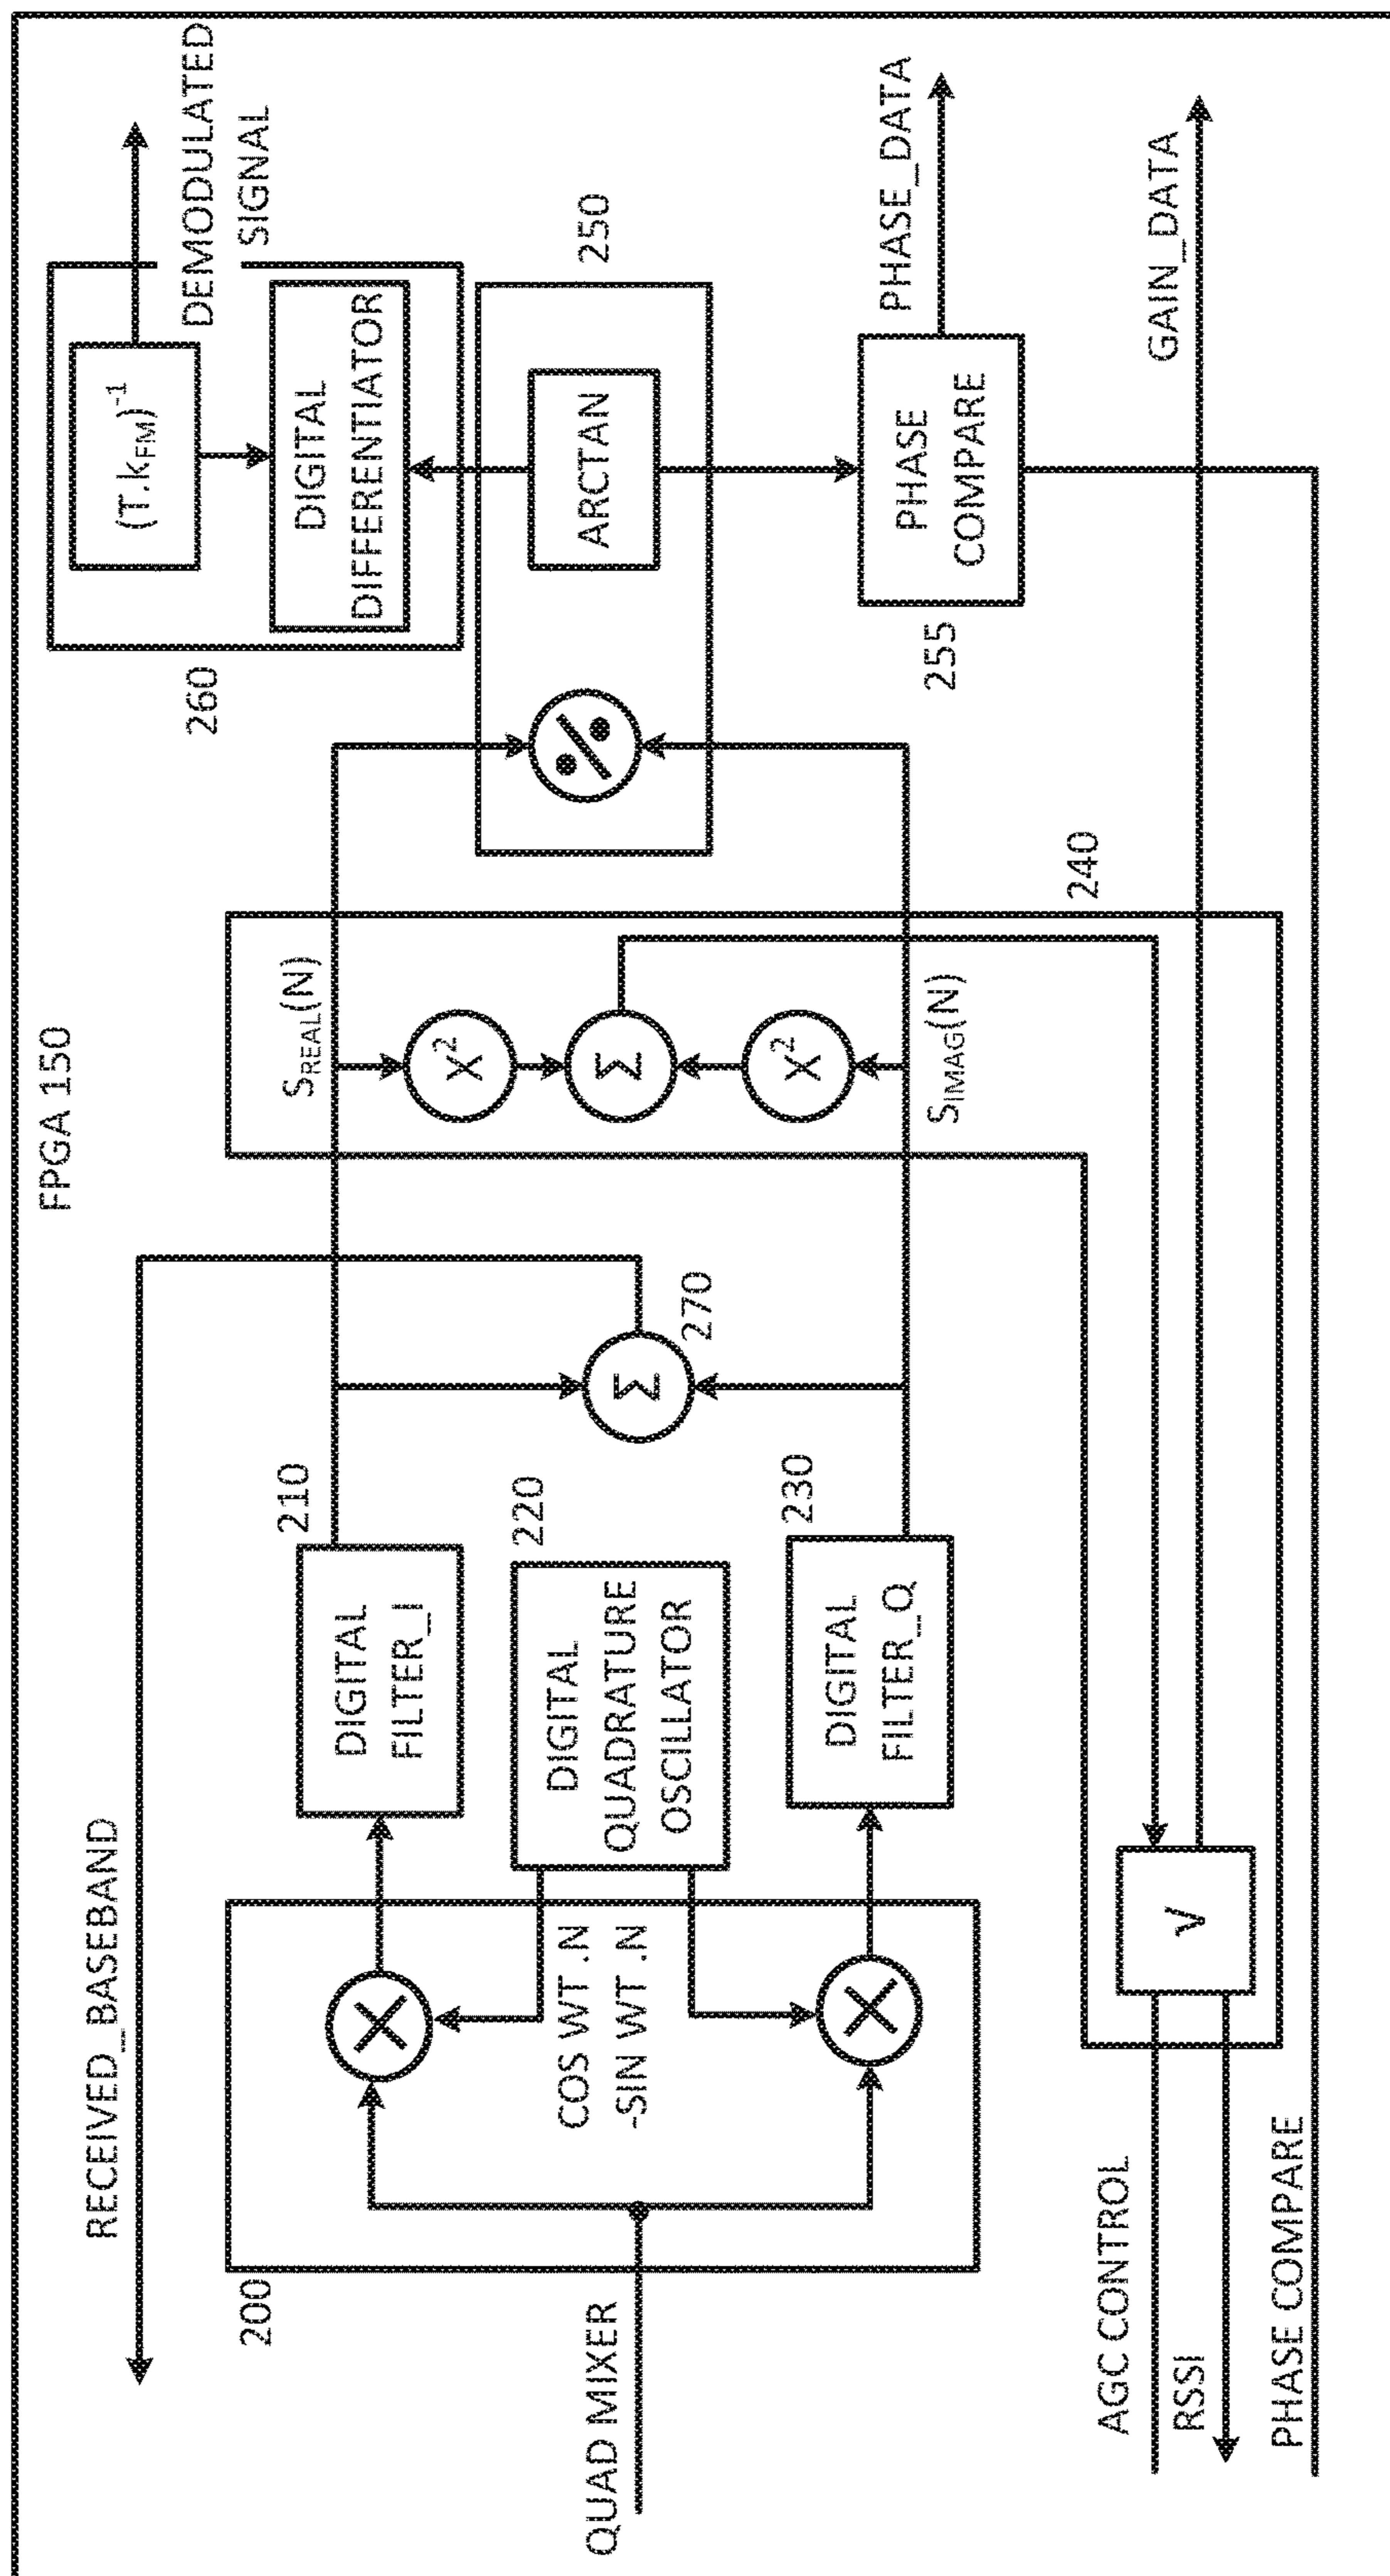 FPGA 150
RECEIVED_BASEBAND
QUAD MIXER
200
COS WT .N
-SIN WT .N
DIGITAL
FILTER_I
210
DIGITAL
QUADRATURE
OSCILLATOR
220
DIGITAL
FILTER_Q
230
Σ
270
SREAL(N)
X²
Σ
X²
SIMAG(N)
240
√
AGC CONTROL
RSSI
PHASE COMPARE
ARCTAN
250
(T.kFM)⁻¹
DIGITAL
DIFFERENTIATOR
260
DEMODULATED
SIGNAL
PHASE
COMPARE
255
PHASE_DATA
GAIN_DATA